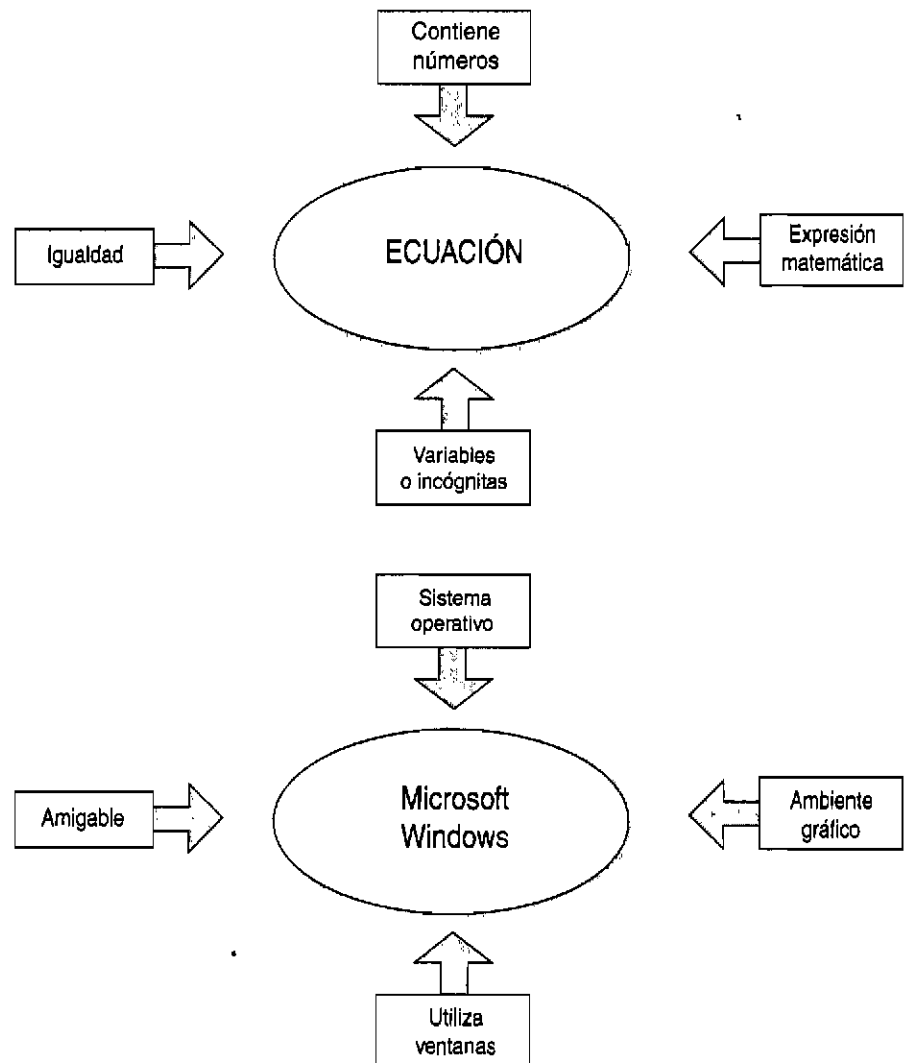 Contiene
números
Igualdad
ECUACIÓN
Expresión
matemática
Variables
o incógnitas
Sistema
operativo
Amigable
Microsoft
Windows
Ambiente
gráfico
Utiliza
ventanas